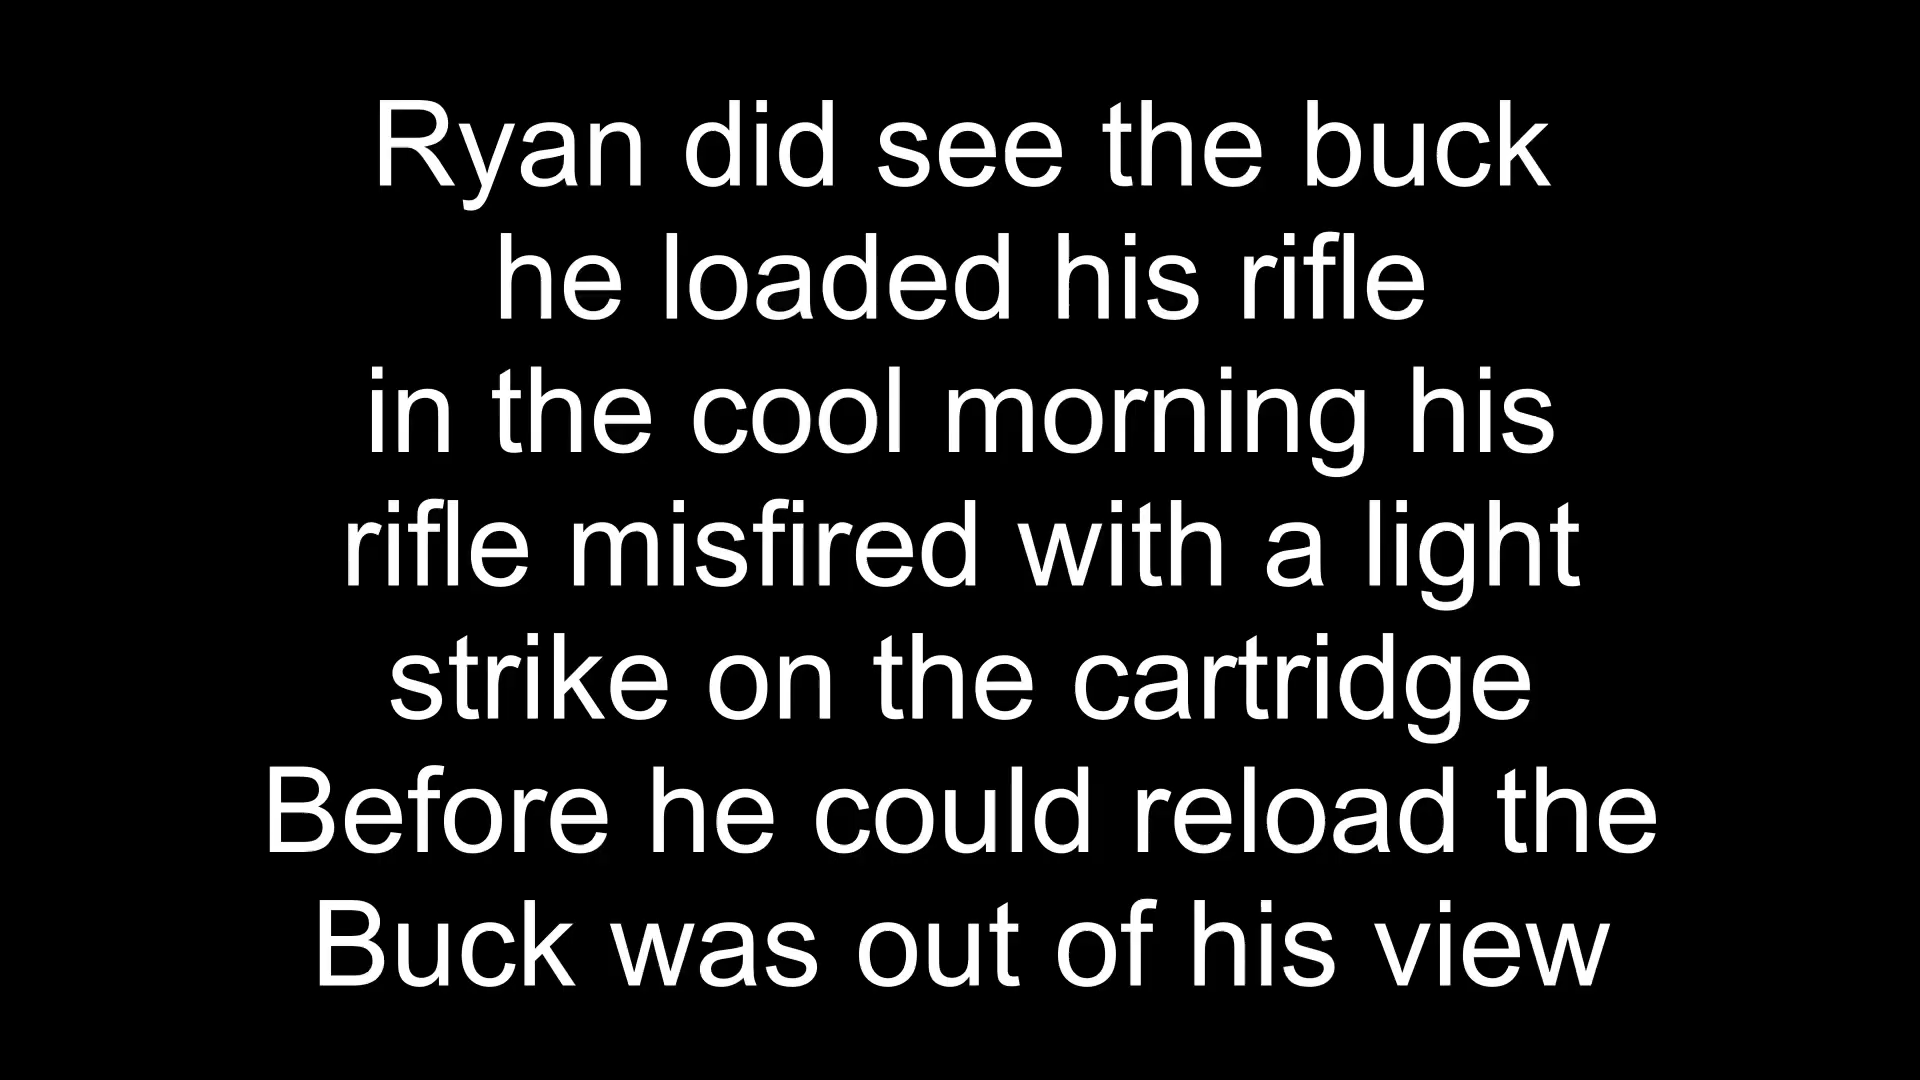 Ryan did see the buck
he loaded his rifle
in the cool morning his
rifle misfired with a light
strike on the cartridge
Before he could reload the
Buck was out of his view